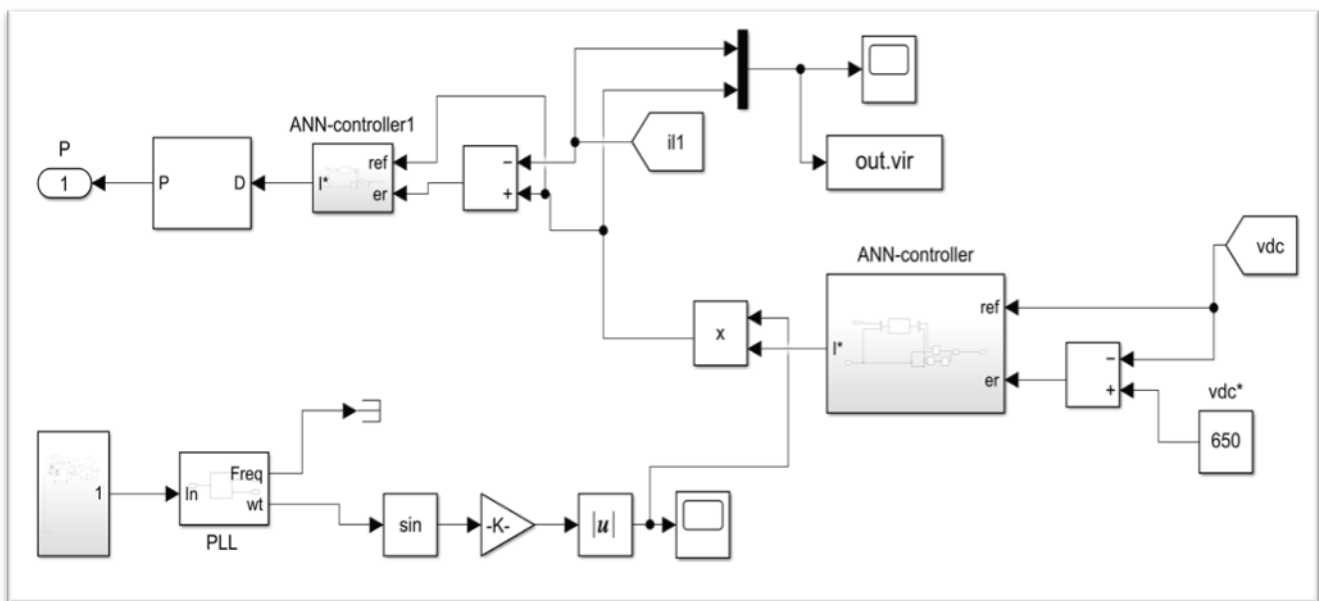 ANN-controller1
P
1
P
D
I*
ref
er
−
+
il1
out.vir
vdc
ANN-controller
ref
I*
er
x
−
+
vdc*
650
1
In
Freq
wt
PLL
sin
-K-
|u|